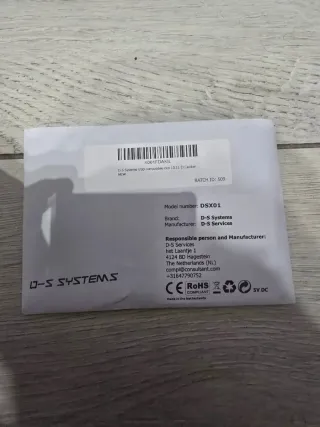 BATCH ID: 505
Model number: DSX01
Brand: D-S Systems
Manufacturer: D-S Services
Responsible person and Manufacturer:
D-S Services
het Laantje 1
4124 BD Hagestein
The Netherlands (NL)
+31647790752
D-S SYSTEMS
CE RoHS COMPLIANT 5V DC
Made in the Netherlands